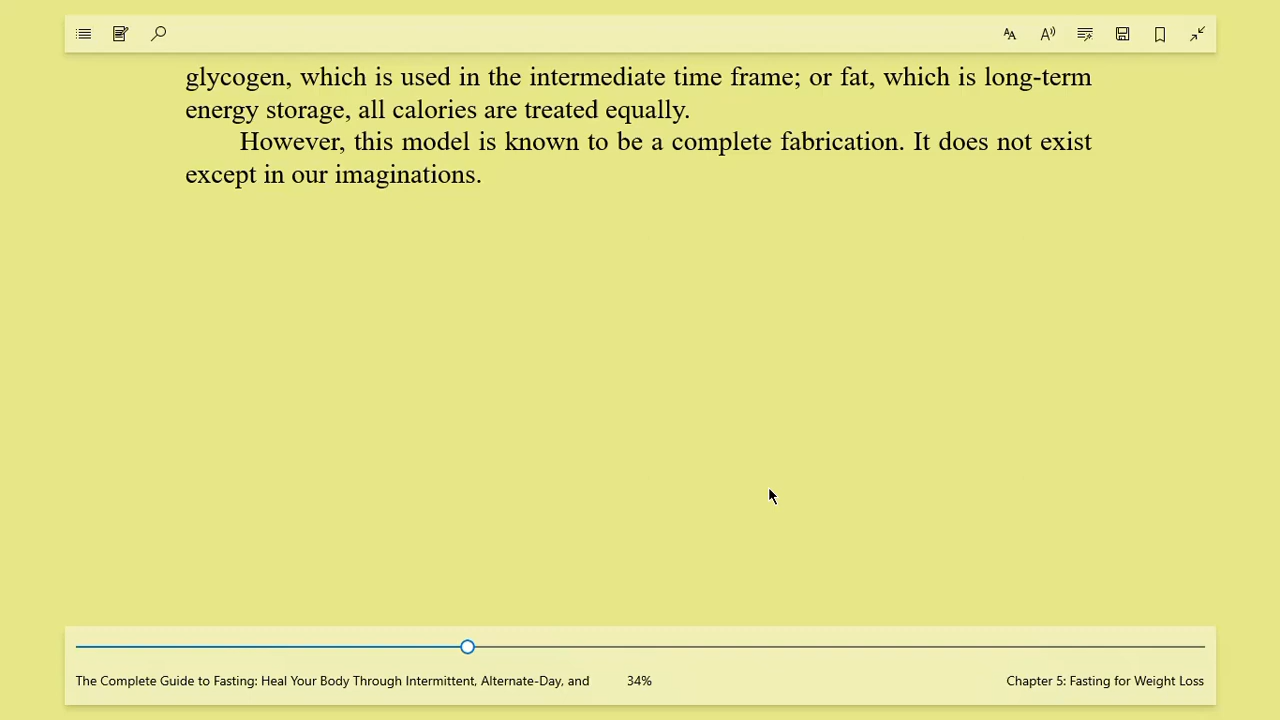 glycogen, which is used in the intermediate time frame; or fat, which is long-term
energy storage, all calories are treated equally.
However, this model is known to be a complete fabrication. It does not exist
except in our imaginations.
The Complete Guide to Fasting: Heal Your Body Through Intermittent, Alternate-Day, and 34% Chapter 5: Fasting for Weight Loss